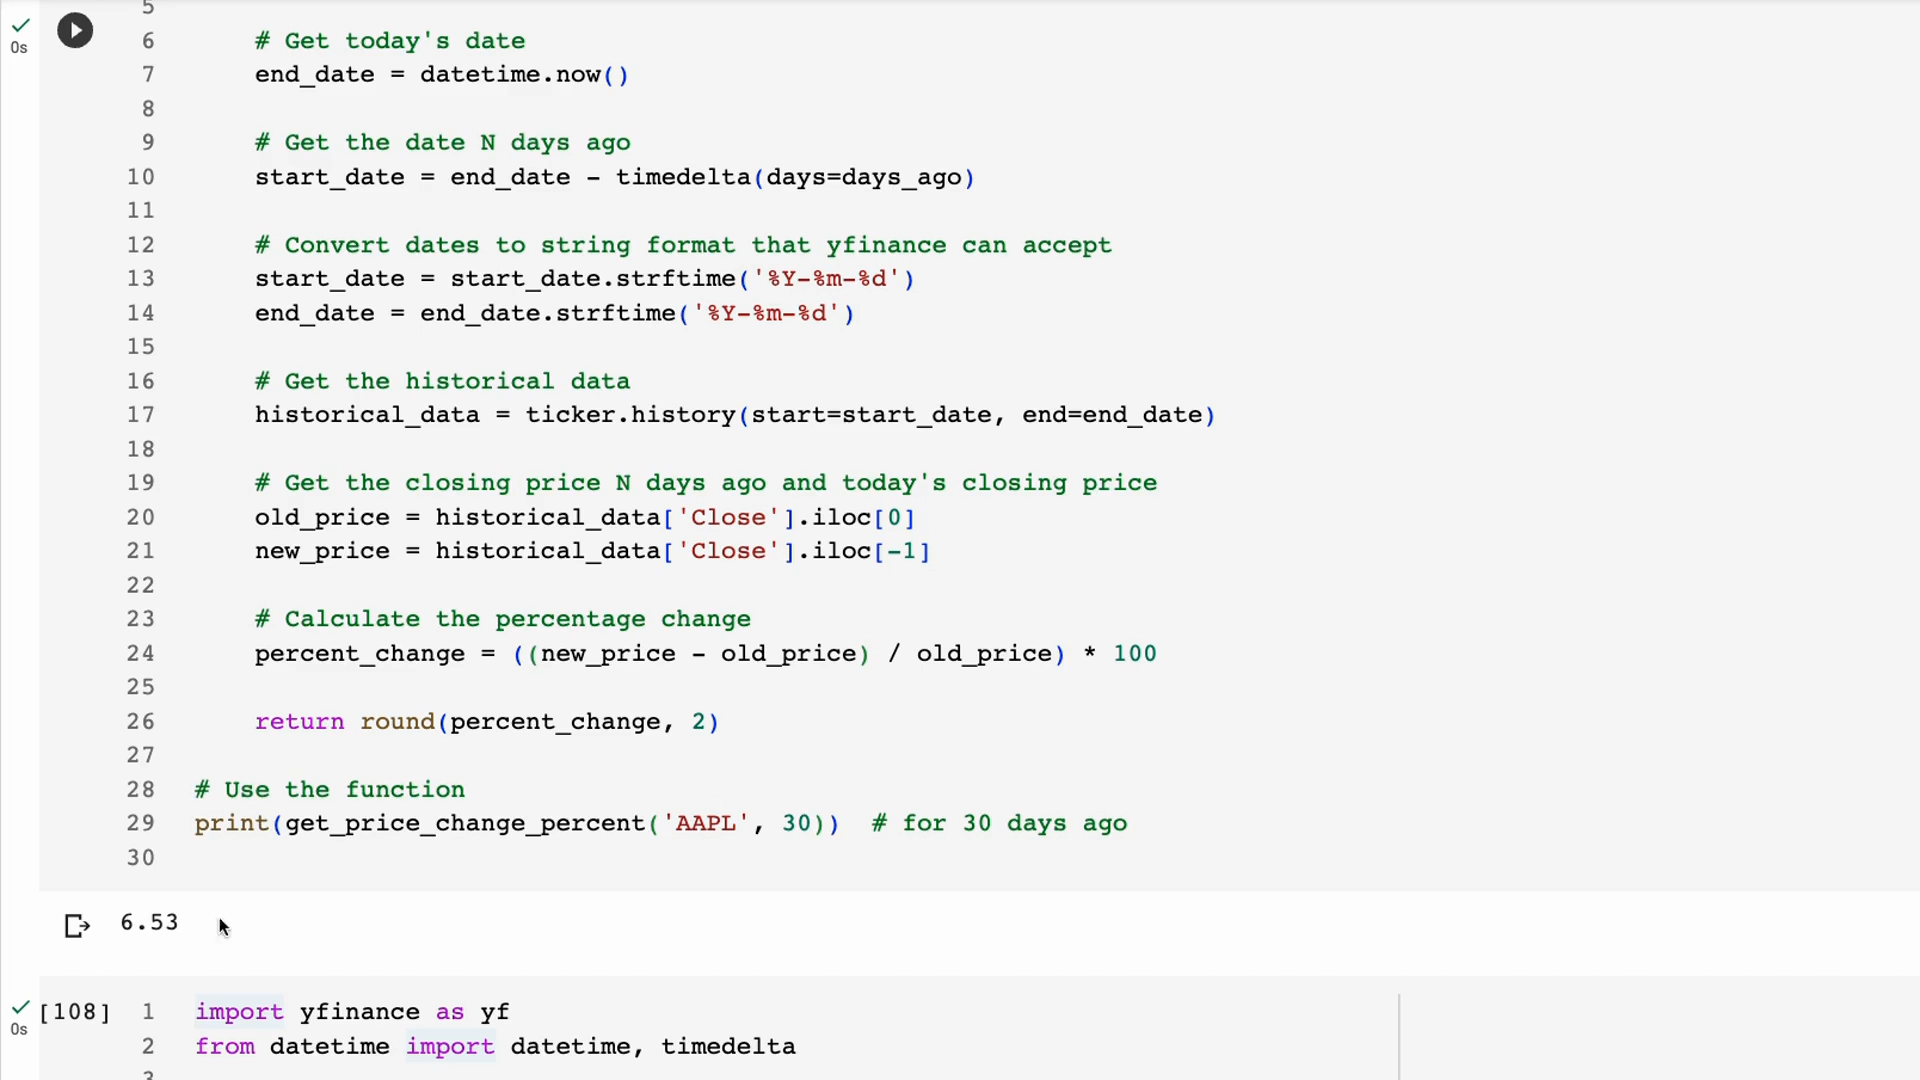 5
6 # Get today's date
0s
7 end_date = datetime.now()
8
9 # Get the date N days ago
10 start_date = end_date - timedelta(days=days_ago)
11
12 # Convert dates to string format that yfinance can accept
13 start_date = start_date.strftime('%Y-%m-%d')
14 end_date = end_date.strftime('%Y-%m-%d')
15
16 # Get the historical data
17 historical_data = ticker.history(start=start_date, end=end_date)
18
19 # Get the closing price N days ago and today's closing price
20 old_price = historical_data['Close'].iloc[0]
21 new_price = historical_data['Close'].iloc[-1]
22
23 # Calculate the percentage change
24 percent_change = ((new_price - old_price) / old_price) * 100
25
26 return round(percent_change, 2)
27
28 # Use the function
29 print(get_price_change_percent('AAPL', 30)) # for 30 days ago
30
6.53
[108] 1 import yfinance as yf
0s
2 from datetime import datetime, timedelta
3